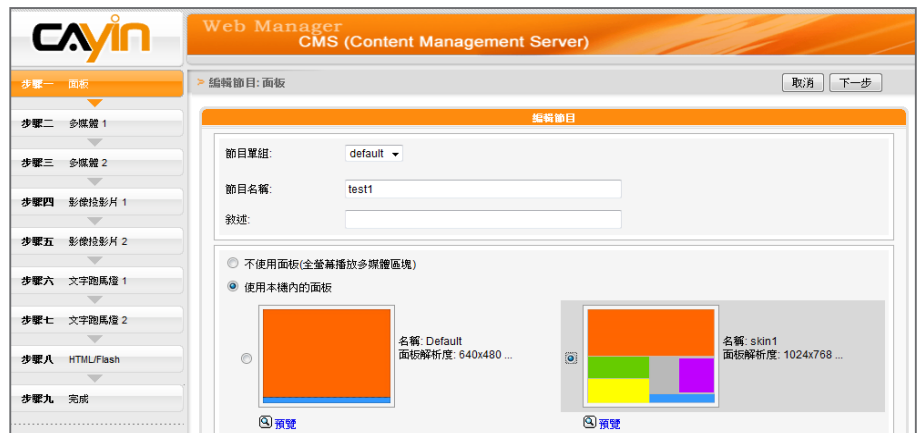 CAYIN
Web Manager
CMS (Content Management Server)
步驟一 面板
> 編輯節目: 面板
取消 下一步
步驟二 多媒體 1
步驟三 多媒體 2
步驟四 影像投影片 1
步驟五 影像投影片 2
步驟六 文字跑馬燈 1
步驟七 文字跑馬燈 2
步驟八 HTML/Flash
步驟九 完成
編輯節目
節目單組: default
節目名稱: test1
敘述:
不使用面板(全螢幕播放多媒體區塊)
使用本機內的面板
名稱: Default
面板解析度: 640x480 ...
預覽
名稱: skin1
面板解析度: 1024x768 ...
預覽